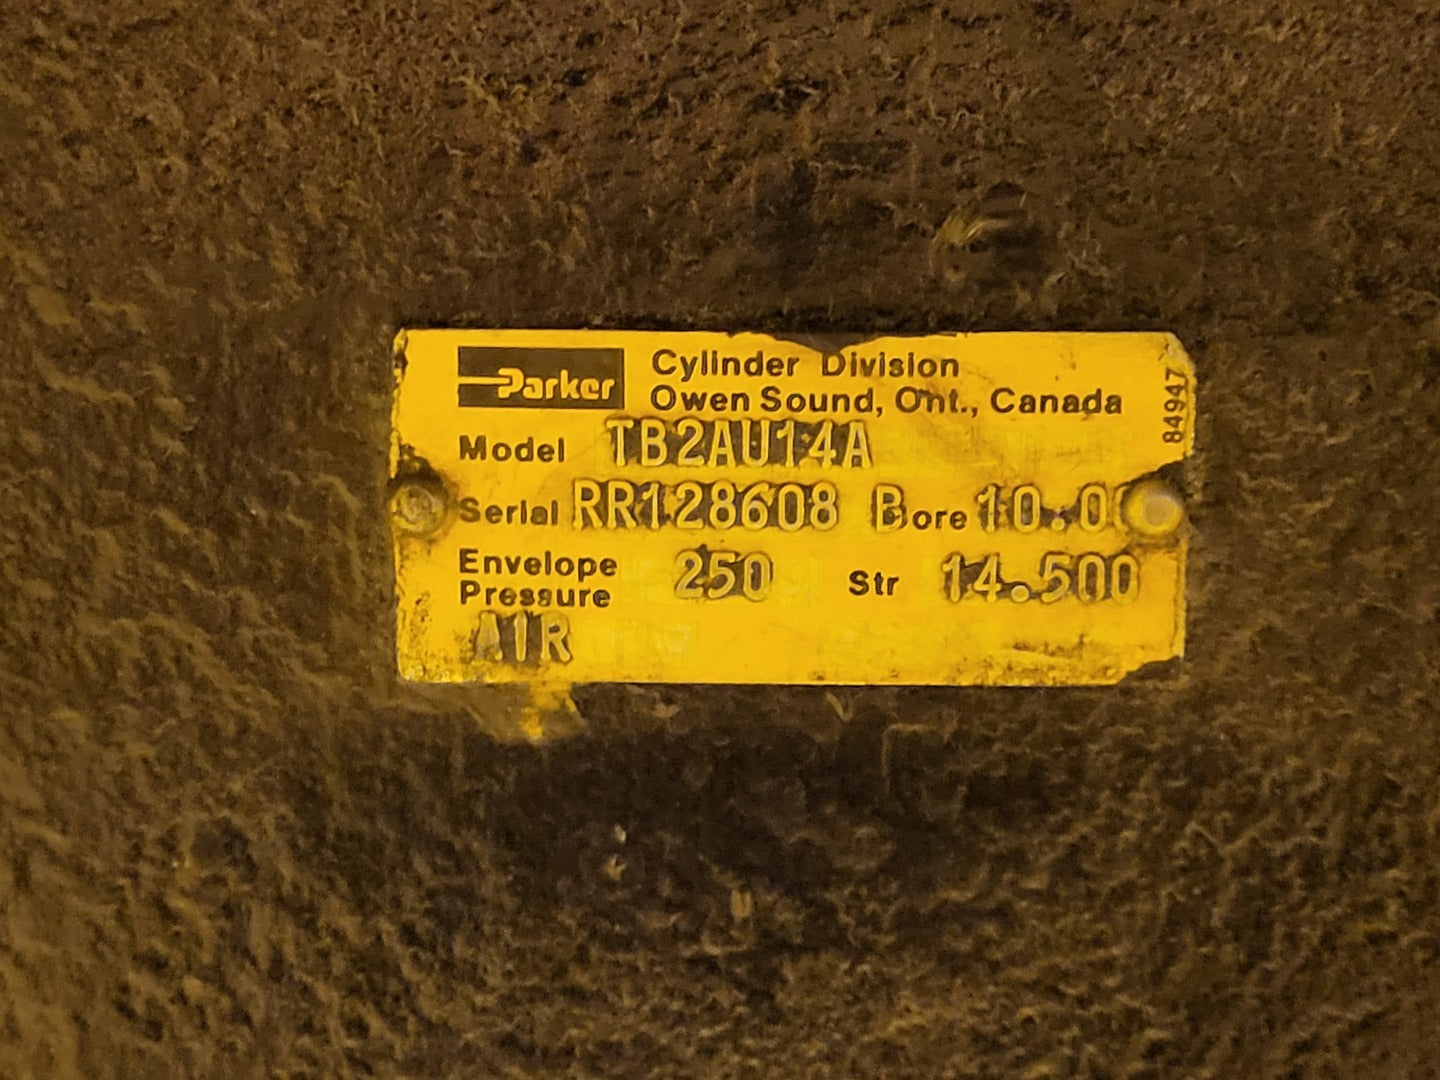 Parker
Cylinder Division
Owen Sound, Ont., Canada
84947
Model TB2AU14A
Serial RR128608 Bore 10.00
Envelope Pressure 250 Str 14.500
AIR